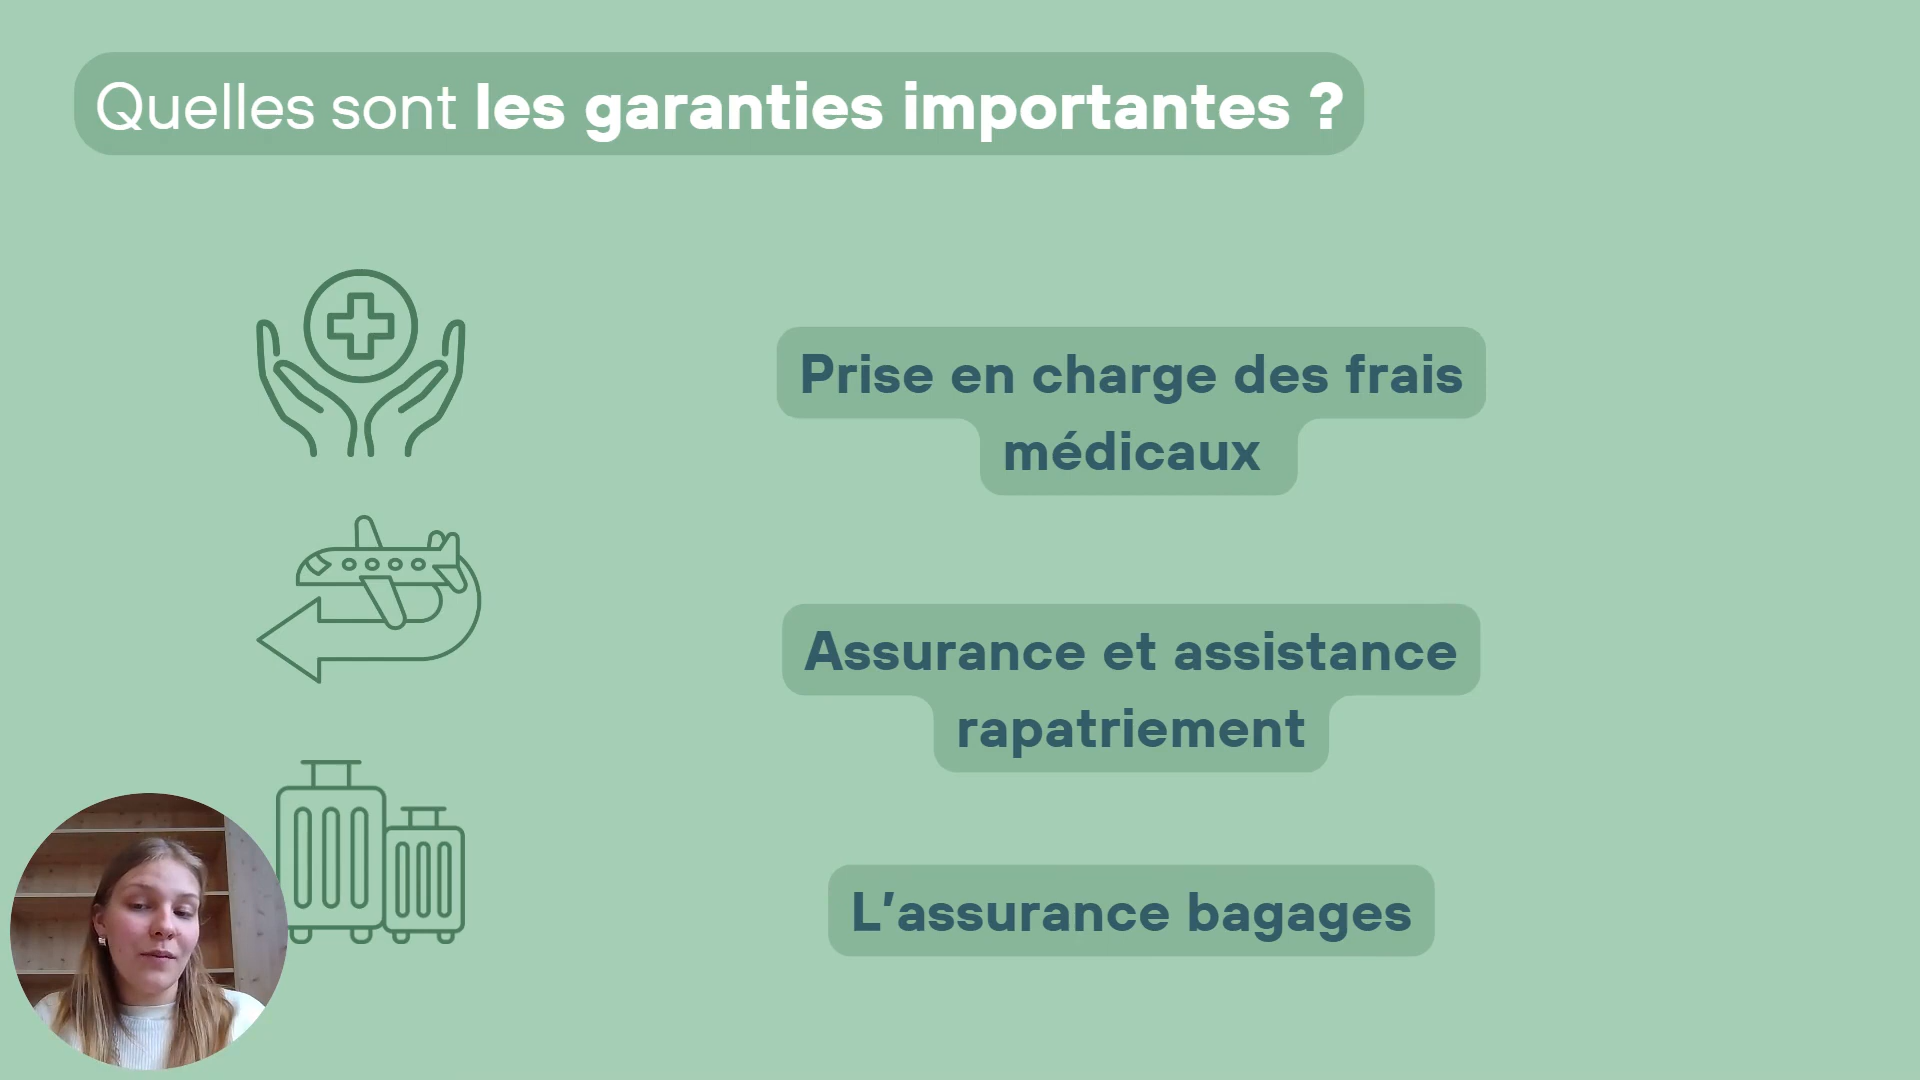 Quelles sont les garanties importantes ?
Prise en charge des frais
médicaux
Assurance et assistance
rapatriement
L’assurance bagages